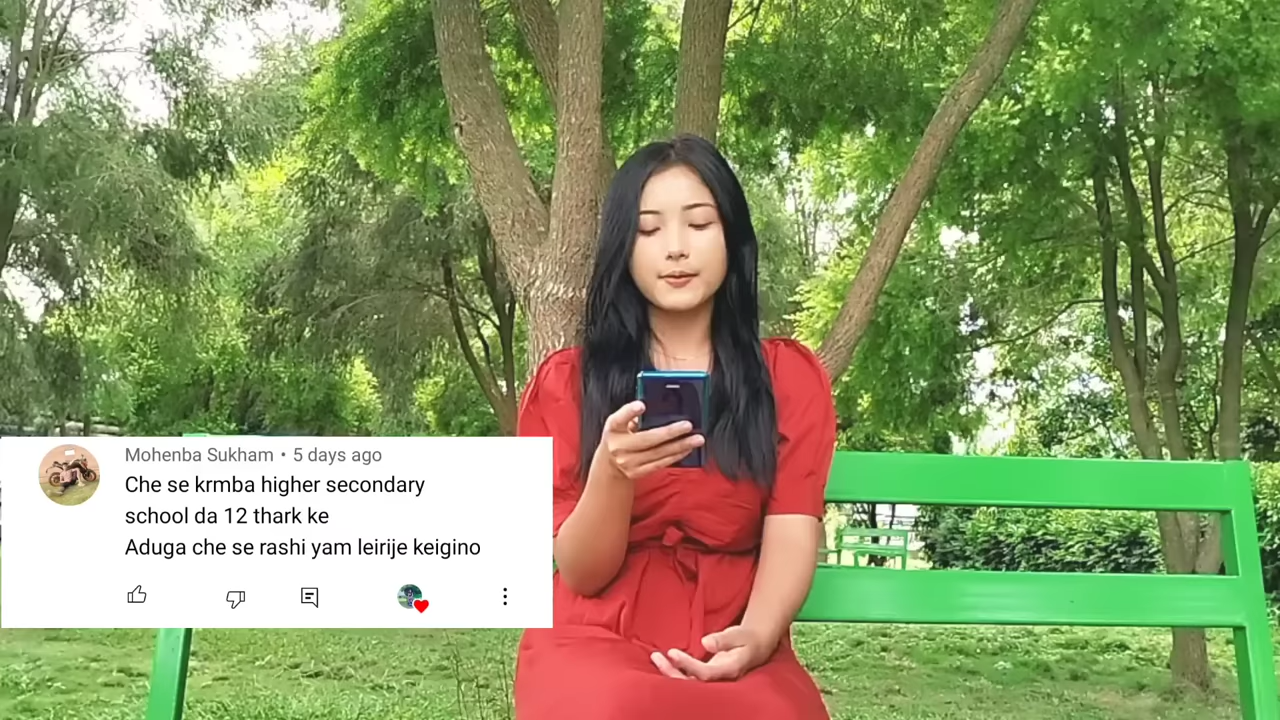 Mohenba Sukham • 5 days ago
Che se krmba higher secondary
school da 12 thark ke
Aduga che se rashi yam leirije keigino